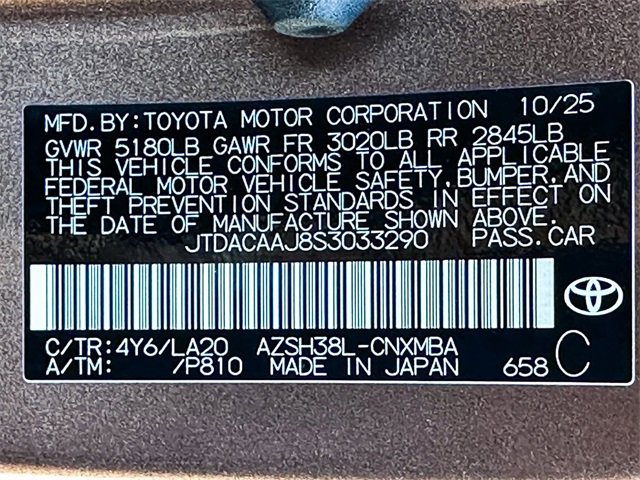 MFD.BY:TOYOTA MOTOR CORPORATION 10/25
GVWR 5180LB GAWR FR 3020LB RR 2845LB
THIS VEHICLE CONFORMS TO ALL APPLICABLE
FEDERAL MOTOR VEHICLE SAFETY,BUMPER,AND
THEFT PREVENTION STANDARDS IN EFFECT ON
THE DATE OF MANUFACTURE SHOWN ABOVE.
JTDACAAJ8S3033290 PASS.CAR
C/TR:4Y6/LA20 AZSH38L-CNXMBA
A/TM: /P810 MADE IN JAPAN 658 C